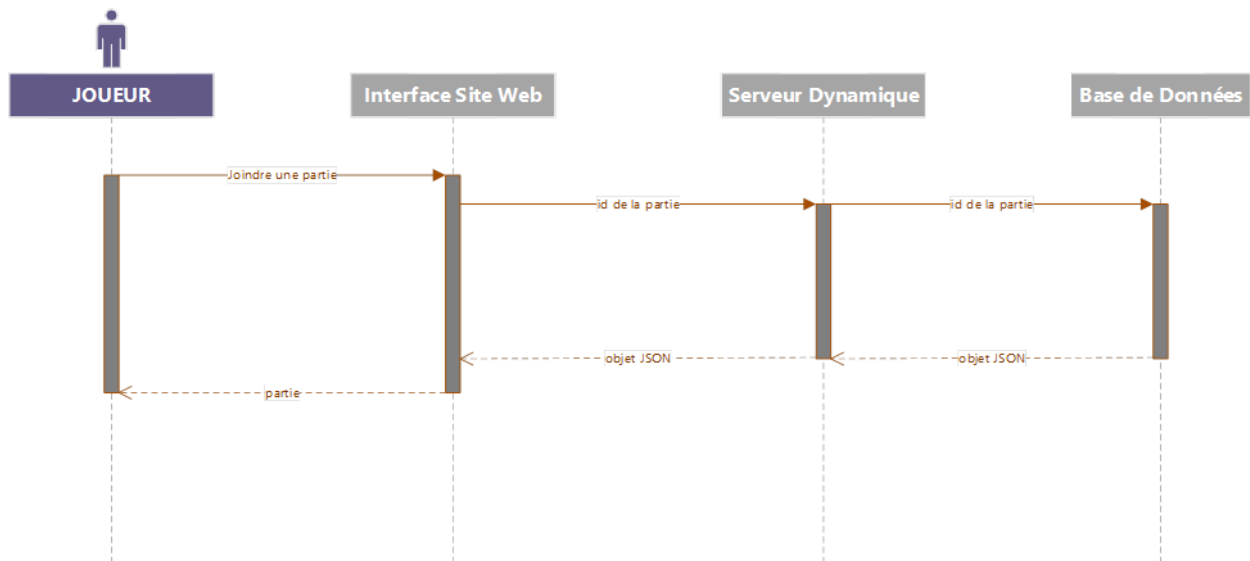 JOUEUR
Interface Site Web
Serveur Dynamique
Base de Données
Joindre une partie
id de la partie
id de la partie
objet JSON
objet JSON
partie